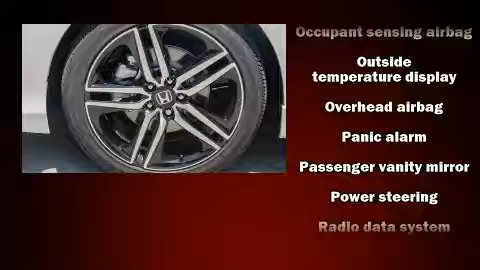 Occupant sensing airbag
Outside
temperature display
Overhead airbag
Panic alarm
Passenger vanity mirror
Power steering
Radio data system